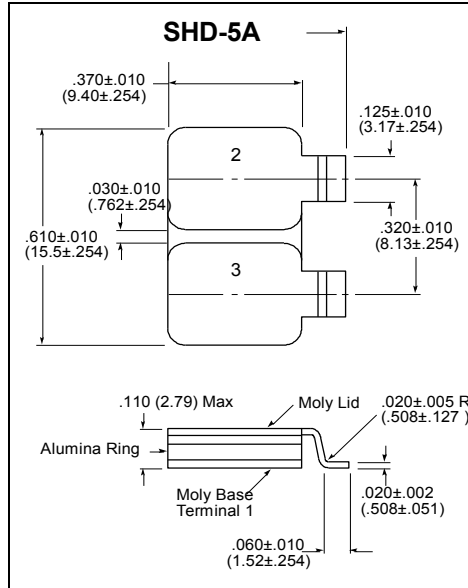 SHD-5A
.370±.010
(9.40±.254)
.125±.010
(3.17±.254)
2
.030±.010
(.762±.254)
.320±.010
(8.13±.254)
.610±.010
(15.5±.254)
3
.110 (2.79) Max
Moly Lid
.020±.005 R
(.508±.127 )
Alumina Ring
Moly Base
Terminal 1
.020±.002
(.508±.051)
.060±.010
(1.52±.254)